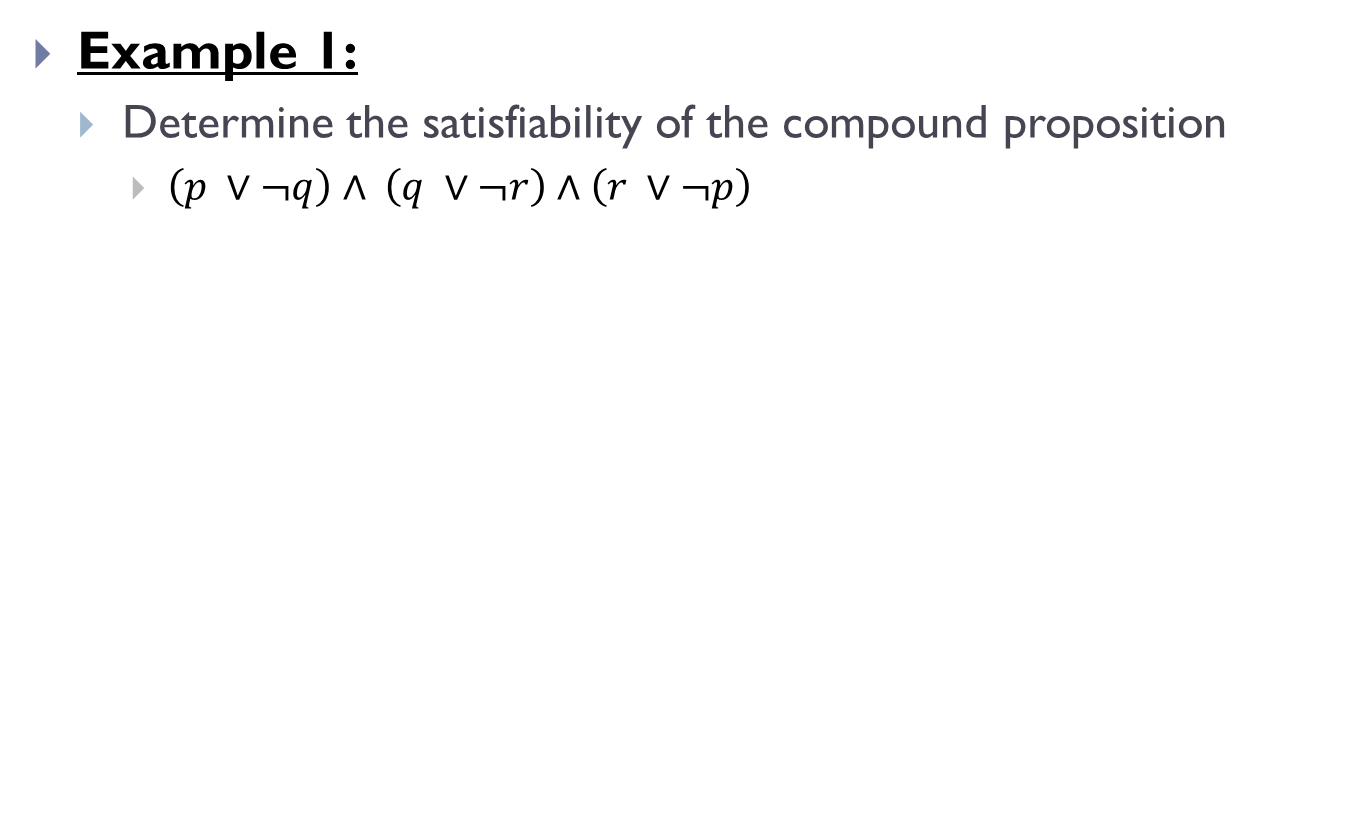 Example 1:
Determine the satisfiability of the compound proposition
(p ∨ ¬q) ∧ (q ∨ ¬r) ∧ (r ∨ ¬p)